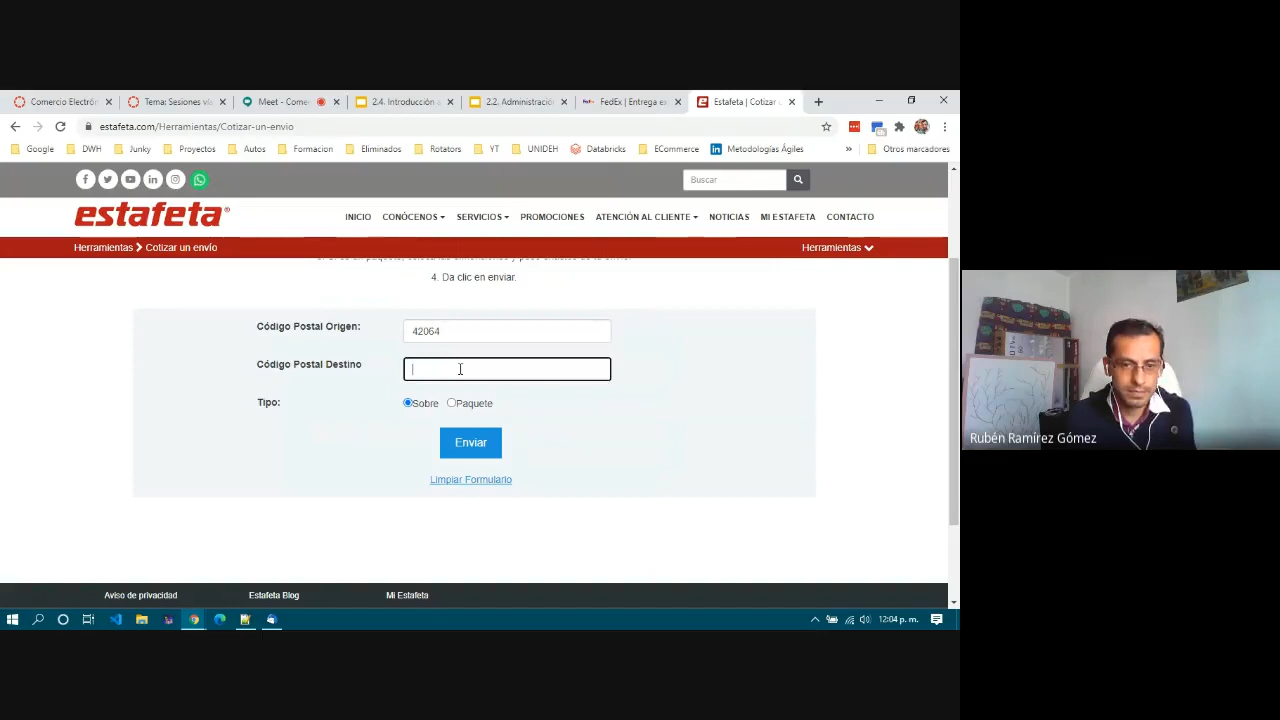 Comercio Electrón
Tema: Sesiones vía
Meet - Come
2.4. Introducción a
2.2. Administració
FedEx | Entrega ex
Estafeta | Cotizar u
estafeta.com/Herramientas/Cotizar-un-envio
Google DWH Junky Proyectos Autos Formacion Eliminados Rotators YT UNIDEH Databricks ECommerce Metodologías Ágiles » Otros marcadores
Buscar
estafeta
INICIO CONÓCENOS SERVICIOS PROMOCIONES ATENCIÓN AL CLIENTE NOTICIAS MI ESTAFETA CONTACTO
Herramientas Cotizar un envío Herramientas
4. Da clic en enviar.
Código Postal Origen: 42064
Código Postal Destino
Tipo: Sobre Paquete
Enviar
Limpiar Formulario
Rubén Ramírez Gómez
Aviso de privacidad Estafeta Blog Mi Estafeta
12:04 p. m.